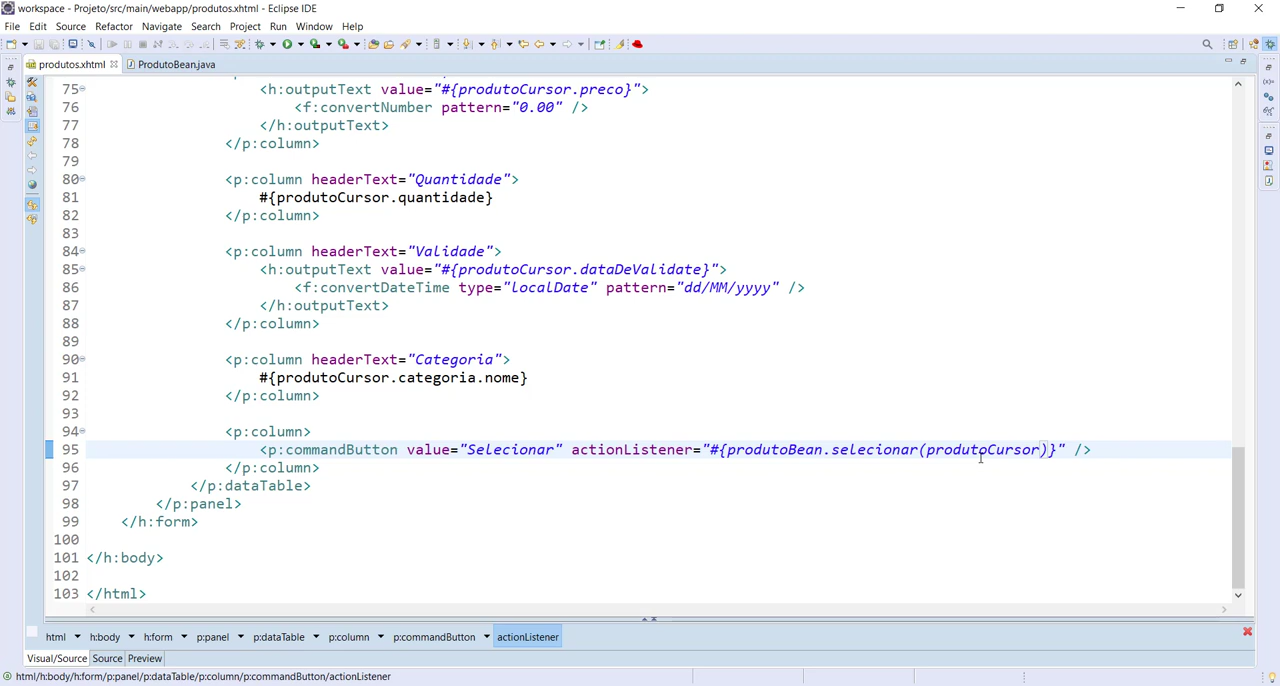 workspace - Projeto/src/main/webapp/produtos.xhtml - Eclipse IDE
File Edit Source Refactor Navigate Search Project Run Window Help
produtos.xhtml ProdutoBean.java
75 <h:outputText value="#{produtoCursor.preco}">
76 <f:convertNumber pattern="0.00" />
77 </h:outputText>
78 </p:column>
79
80 <p:column headerText="Quantidade">
81 #{produtoCursor.quantidade}
82 </p:column>
83
84 <p:column headerText="Validade">
85 <h:outputText value="#{produtoCursor.dataDeValidade}">
86 <f:convertDateTime type="localDate" pattern="dd/MM/yyyy" />
87 </h:outputText>
88 </p:column>
89
90 <p:column headerText="Categoria">
91 #{produtoCursor.categoria.nome}
92 </p:column>
93
94 <p:column>
95 <p:commandButton value="Selecionar" actionListener="#{produtoBean.selecionar(produtoCursor)}" />
96 </p:column>
97 </p:dataTable>
98 </p:panel>
99 </h:form>
100
101 </h:body>
102
103 </html>
html h:body h:form p:panel p:dataTable p:column p:commandButton actionListener
Visual/Source Source Preview
html/h:body/h:form/p:panel/p:dataTable/p:column/p:commandButton/actionListener